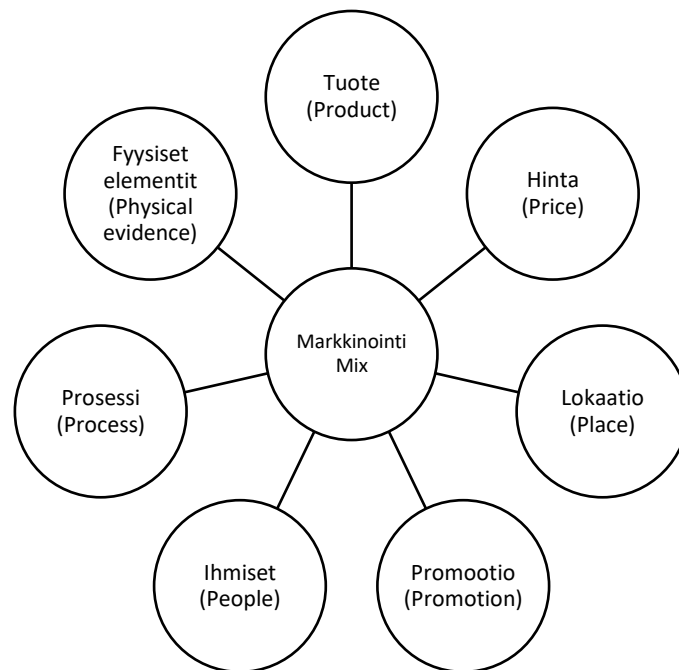 Tuote
(Product)
Hinta
(Price)
Lokaatio
(Place)
Promootio
(Promotion)
Ihmiset
(People)
Prosessi
(Process)
Fyysiset
elementit
(Physical
evidence)
Markkinointi
Mix